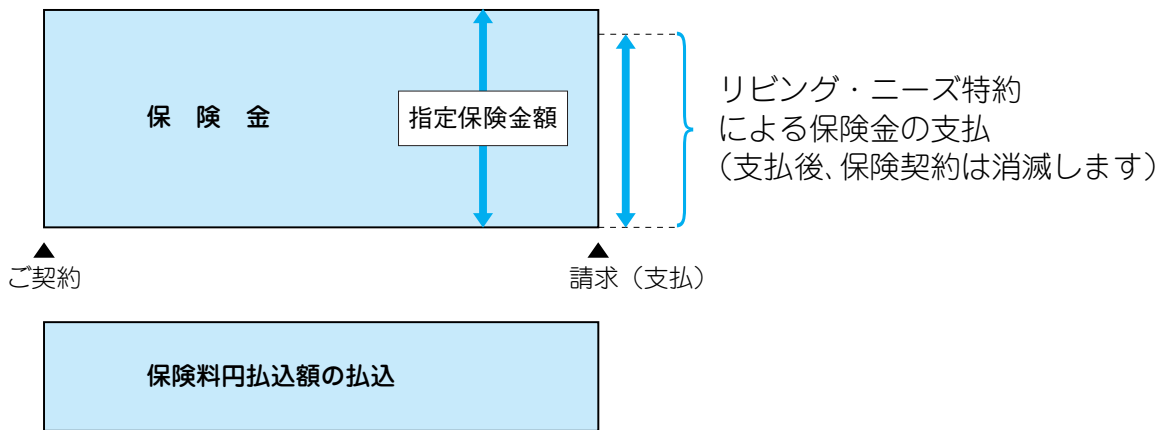 保 険 金
指定保険金額
リビング・ニーズ特約
による保険金の支払
(支払後、保険契約は消滅します)
▲
▲
ご契約
請求(支払)
保険料円払込額の払込